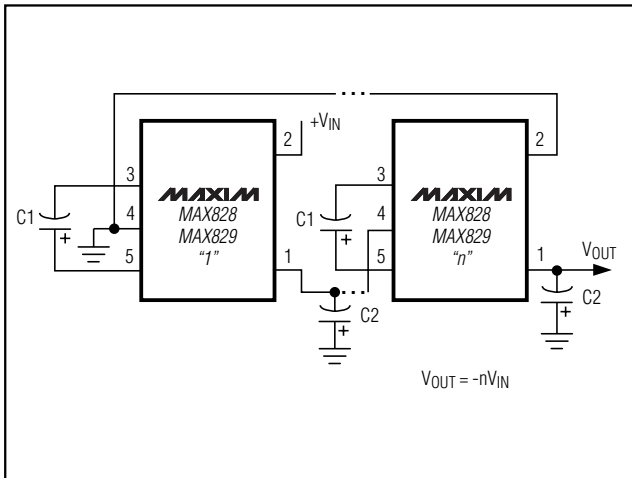 ...
+VIN
2
2
MAXIM
MAX828
MAX829
"1"
3
4
5
1
C1
+
MAXIM
MAX828
MAX829
"n"
3
4
5
1
C1
+
...
C2
+
VOUT
C2
+
VOUT = -nVIN